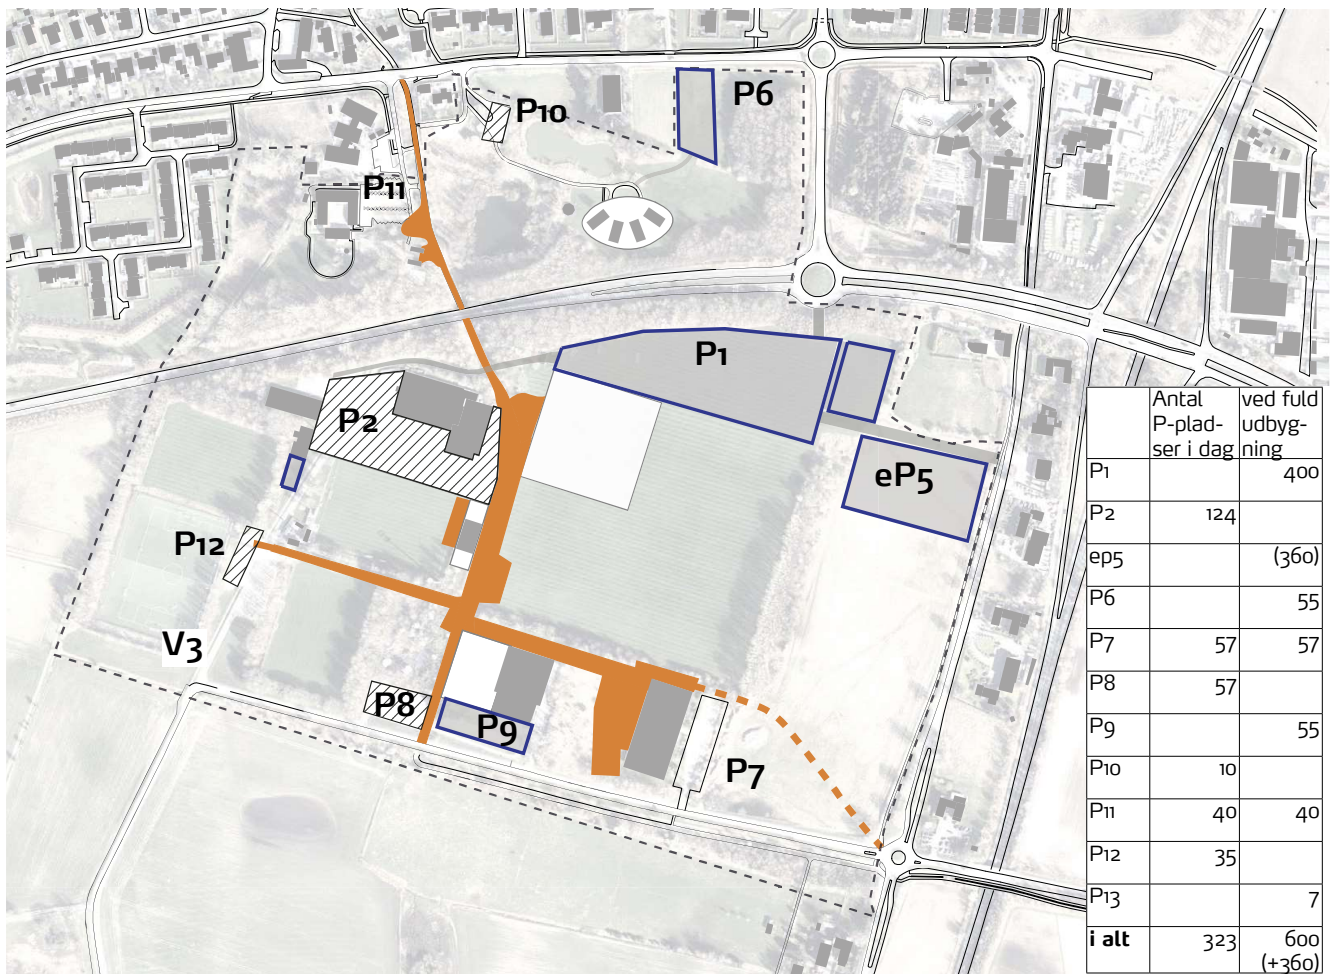 P6
P10
P11
P1
P2
eP5
P12
V3
P8
P9
P7
Antal ved fuld
P-plad- udbyg-
ser i dag ning
P1 400
P2 124
ep5 (360)
P6 55
P7 57 57
P8 57
P9 55
P10 10
P11 40 40
P12 35
P13 7
i alt 323 600
(+360)